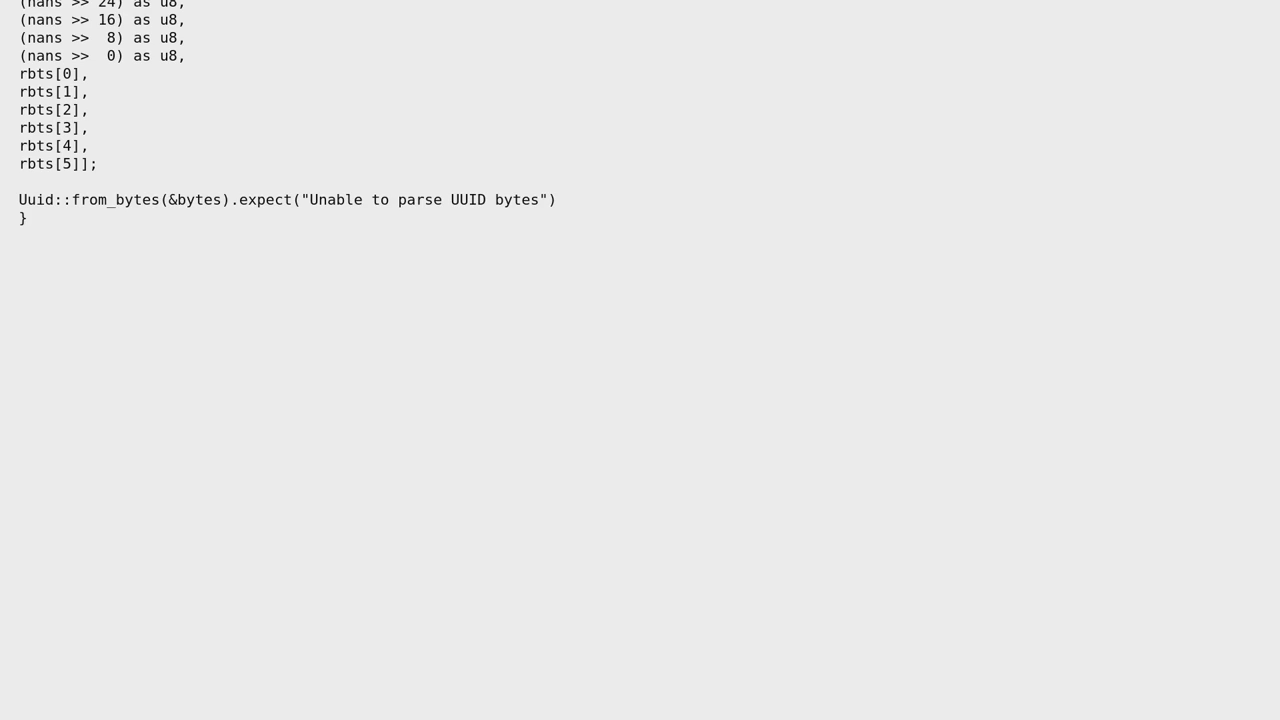 (nans >> 24) as u8,
(nans >> 16) as u8,
(nans >>  8) as u8,
(nans >>  0) as u8,
rbts[0],
rbts[1],
rbts[2],
rbts[3],
rbts[4],
rbts[5]];

Uuid::from_bytes(&bytes).expect("Unable to parse UUID bytes")
}